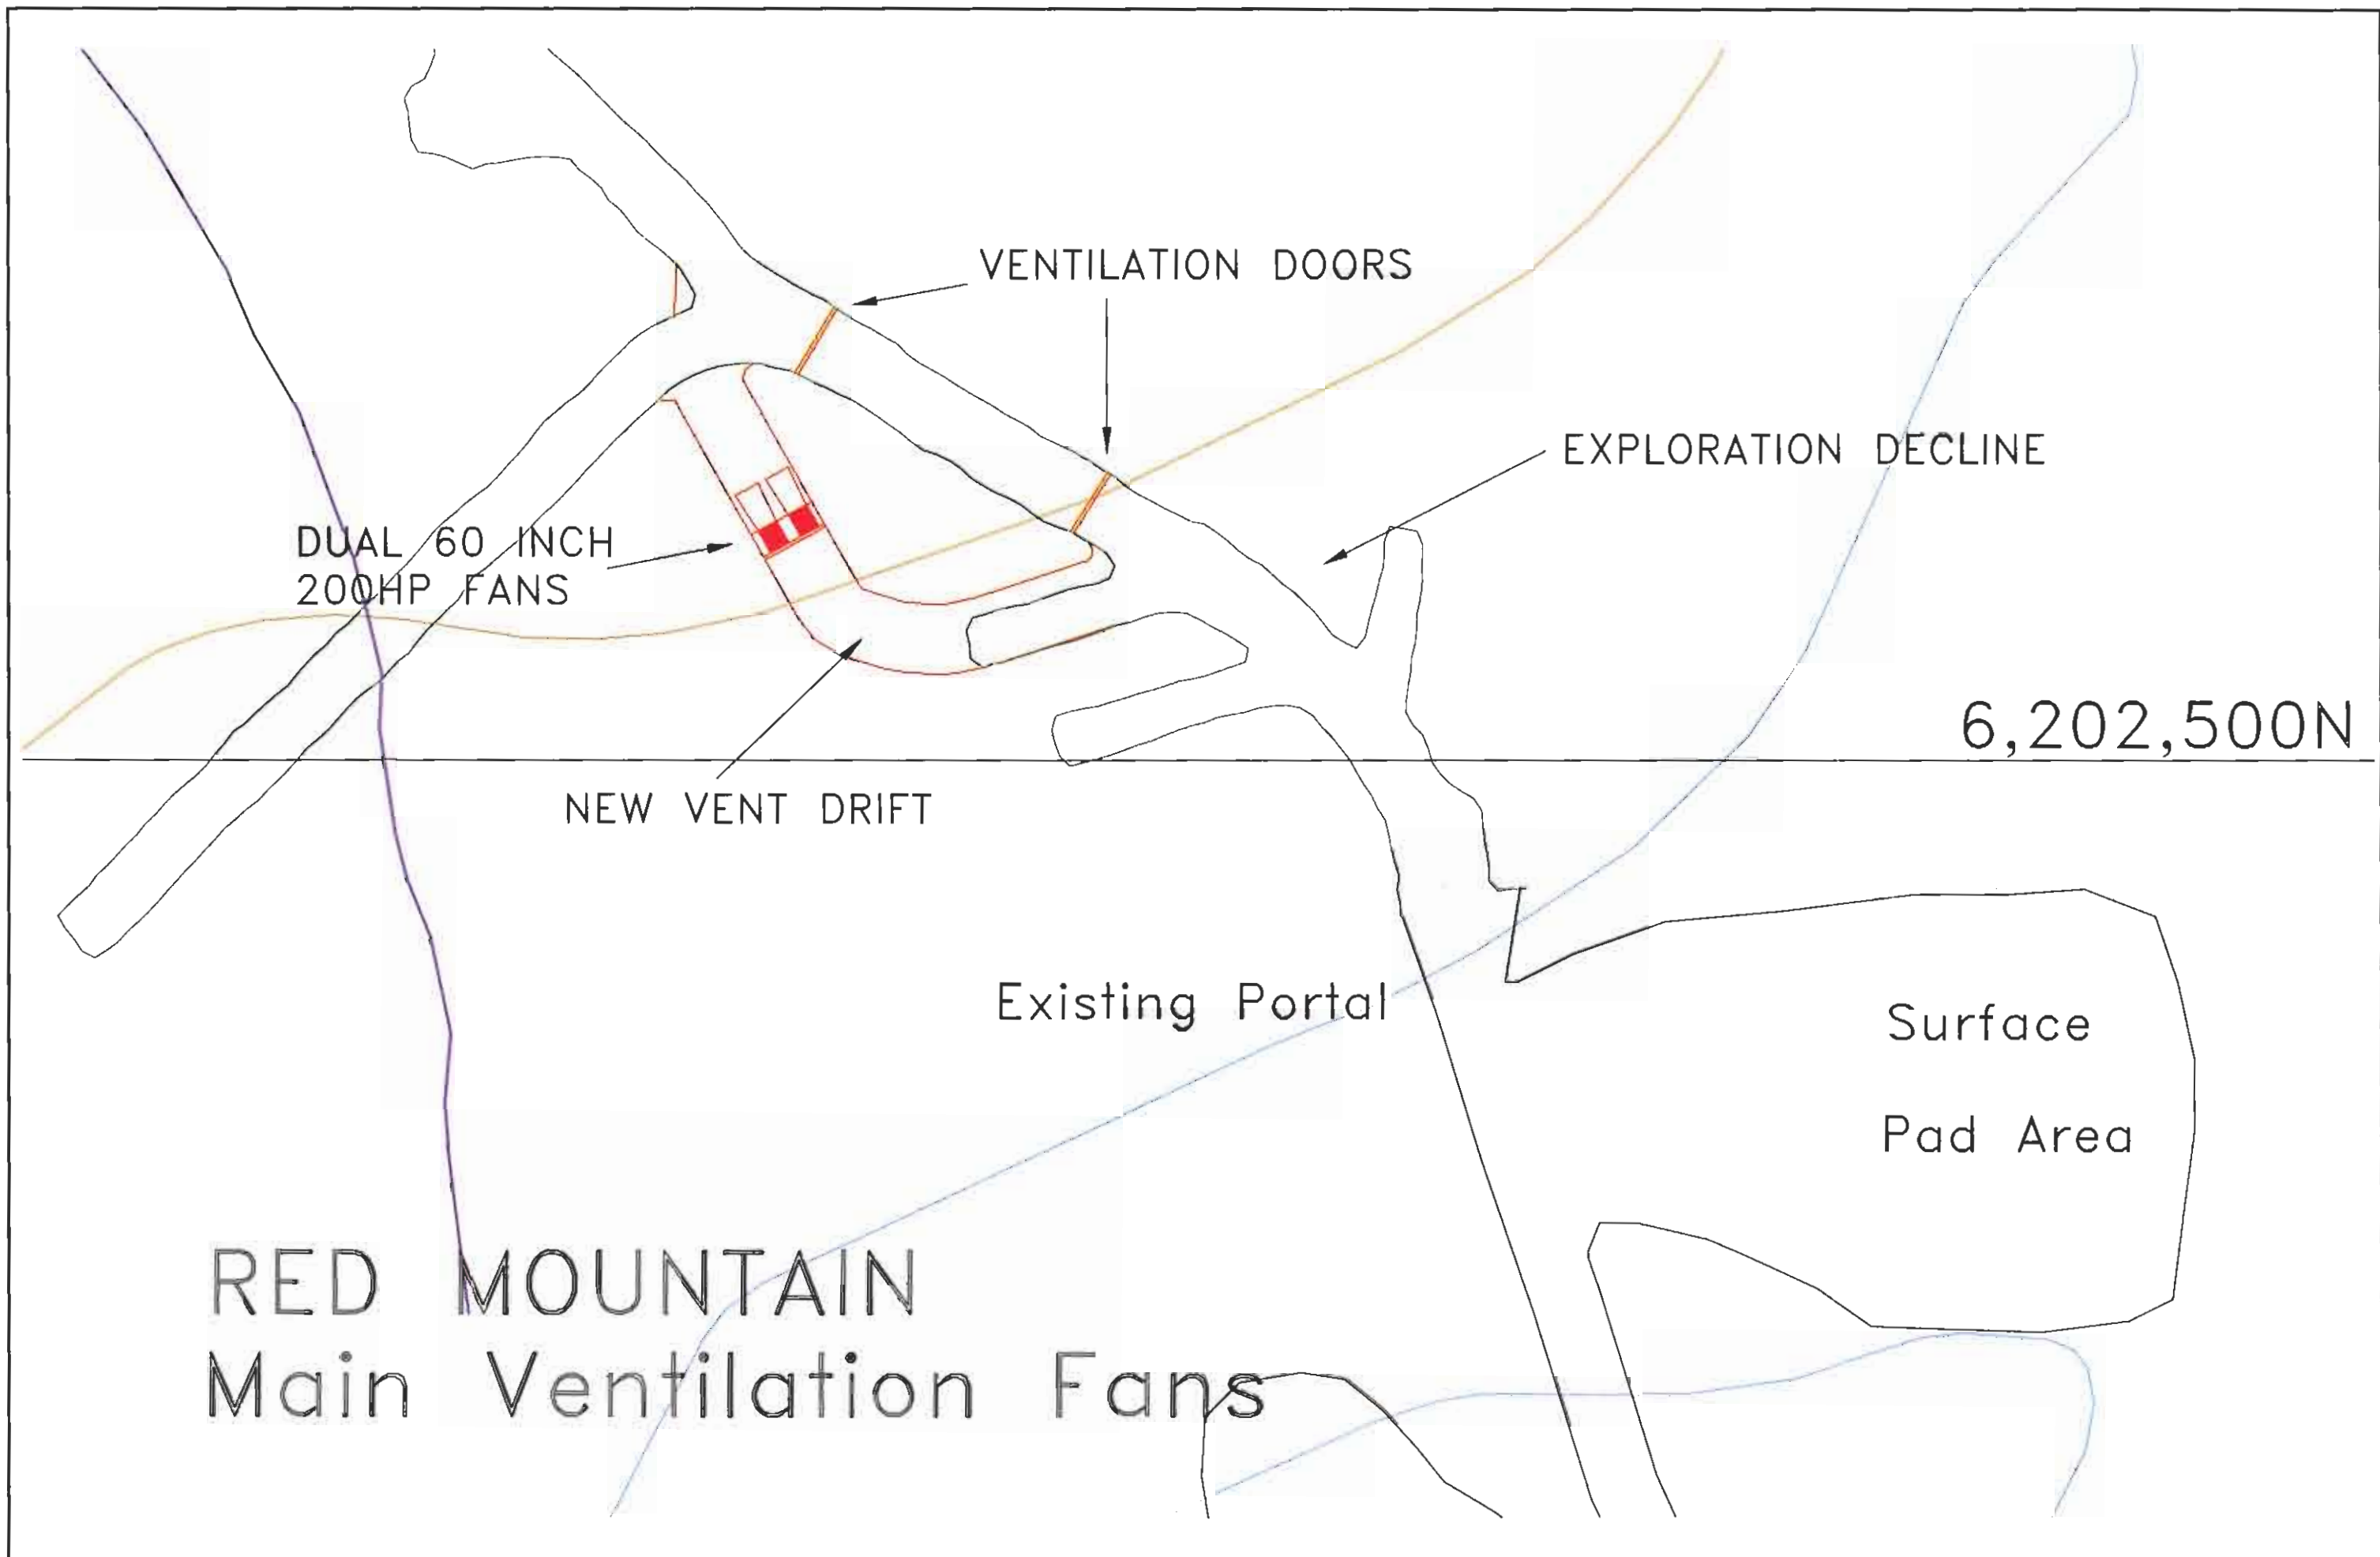 VENTILATION DOORS
EXPLORATION DECLINE
DUAL 60 INCH
200HP FANS
6,202,500N
NEW VENT DRIFT
Existing Portal
Surface
Pad Area
RED MOUNTAIN
Main Ventilation Fans